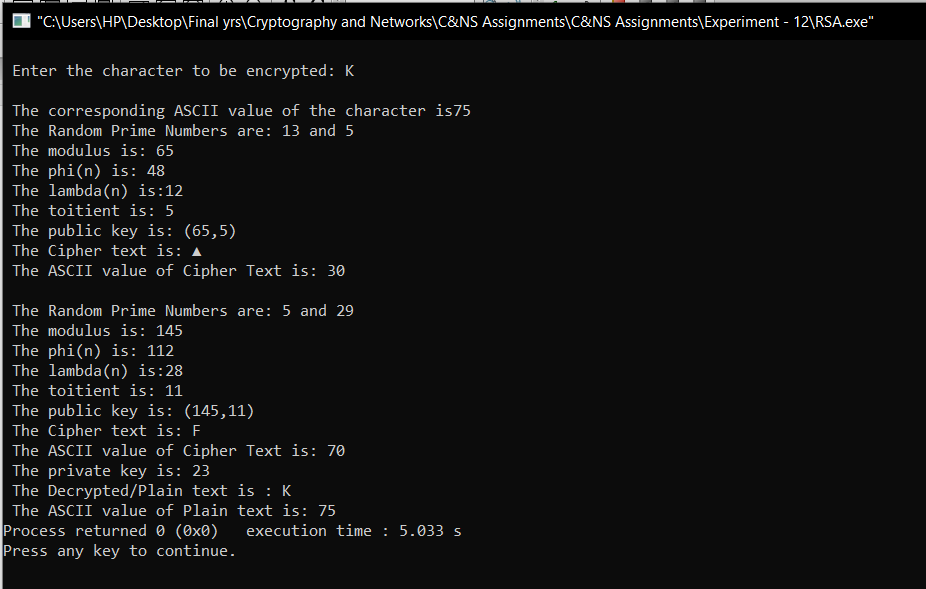 "C:\Users\HP\Desktop\Final yrs\Cryptography and Networks\C&NS Assignments\C&NS Assignments\Experiment - 12\RSA.exe"
Enter the character to be encrypted: K
The corresponding ASCII value of the character is75
The Random Prime Numbers are: 13 and 5
The modulus is: 65
The phi(n) is: 48
The lambda(n) is:12
The toitient is: 5
The public key is: (65,5)
The Cipher text is: ▲
The ASCII value of Cipher Text is: 30
The Random Prime Numbers are: 5 and 29
The modulus is: 145
The phi(n) is: 112
The lambda(n) is:28
The toitient is: 11
The public key is: (145,11)
The Cipher text is: F
The ASCII value of Cipher Text is: 70
The private key is: 23
The Decrypted/Plain text is : K
The ASCII value of Plain text is: 75
Process returned 0 (0x0)   execution time : 5.033 s
Press any key to continue.